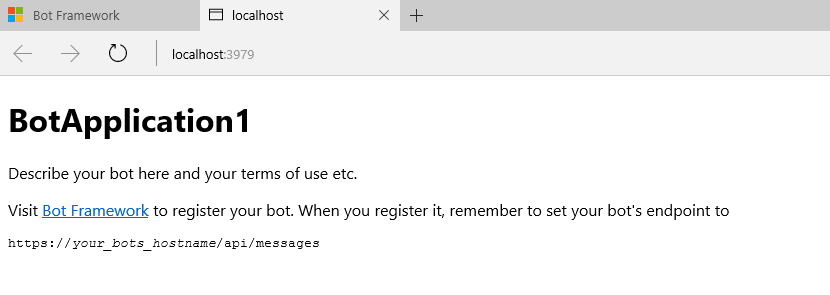 Bot Framework
localhost
localhost:3979
BotApplication1
Describe your bot here and your terms of use etc.
Visit Bot Framework to register your bot. When you register it, remember to set your bot's endpoint to
https://your_bots_hostname/api/messages